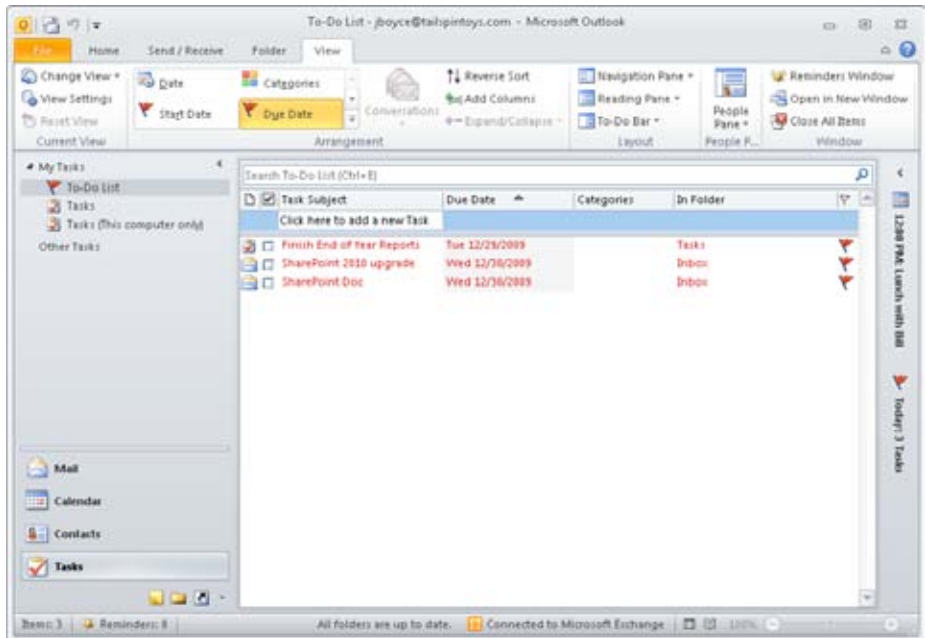 To-Do List - jboyce@tailspintoys.com - Microsoft Outlook
File Home Send / Receive Folder View
Change View
View Settings
Reset View
Current View
Date
Start Date
Categories
Due Date
Conversations
Reverse Sort
Add Columns
Expand/Collapse
Arrangement
Navigation Pane
Reading Pane
To-Do Bar
Layout
People Pane
People P...
Reminders Window
Open in New Window
Close All Items
Window
My Tasks
To-Do List
Tasks
Tasks (This computer only)
Other Tasks
Search To-Do List (Ctrl+E)
Task Subject Due Date Categories In Folder
Click here to add a new Task
Finish End of Year Reports Tue 12/29/2009 Tasks
SharePoint 2010 upgrade Wed 12/30/2009 Inbox
SharePoint Doc Wed 12/30/2009 Inbox
12:00 PM: Lunch with Bill
Today: 3 Tasks
Mail
Calendar
Contacts
Tasks
Items: 3 Reminders: 8 All folders are up to date. Connected to Microsoft Exchange 100%